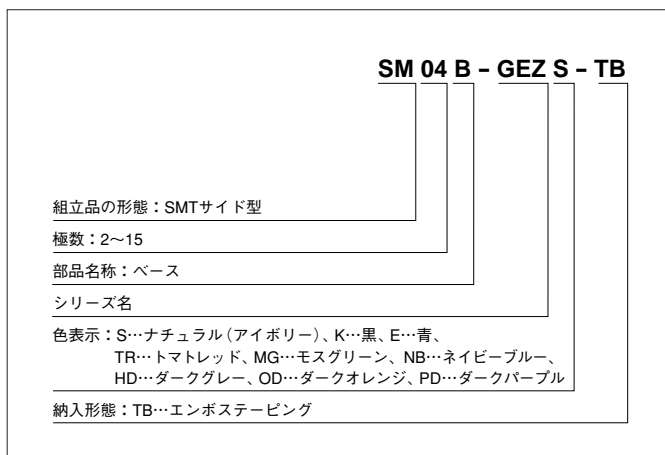 SM 04 B − GEZ S − TB
組立品の形態：SMTサイド型
極数：2〜15
部品名称：ベース
シリーズ名
色表示：S…ナチュラル（アイボリー）、K…黒、E…青、
TR…トマトレッド、MG…モスグリーン、NB…ネイビーブルー、
HD…ダークグレー、OD…ダークオレンジ、PD…ダークパープル
納入形態：TB…エンボステーピング